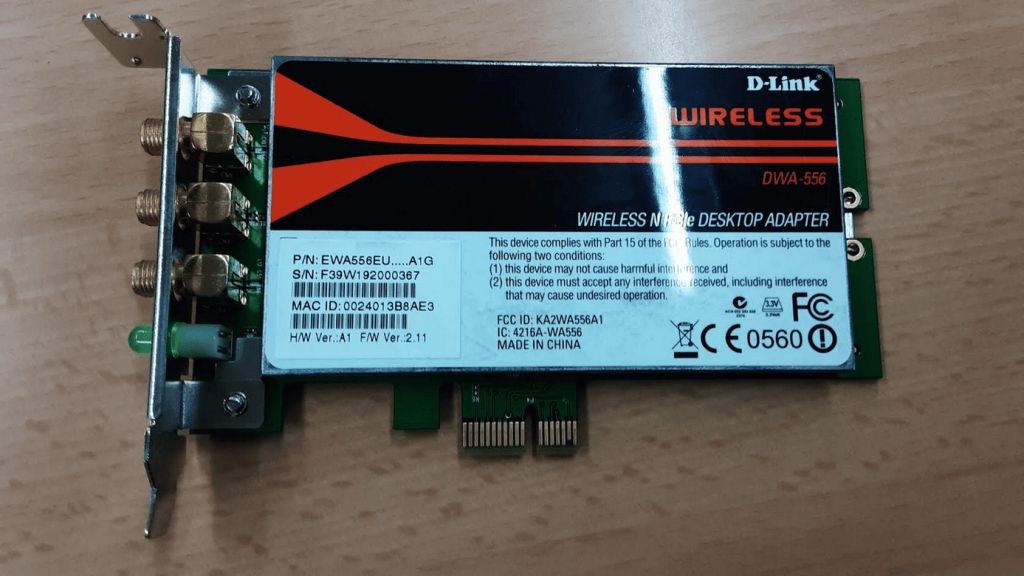 D-Link
WIRELESS
DWA-556
WIRELESS N PCIe DESKTOP ADAPTER
P/N: EWA556EU.....A1G
S/N: F39W192000367
MAC ID: 0024013B8AE3
H/W Ver.:A1 F/W Ver.:2.11
This device complies with Part 15 of the FCC Rules. Operation is subject to the
following two conditions:
(1) this device may not cause harmful interference and
(2) this device must accept any interference received, including interference
that may cause undesired operation.
FCC ID: KA2WA556A1
IC: 4216A-WA556
MADE IN CHINA
3.3V
FC
CE 0560